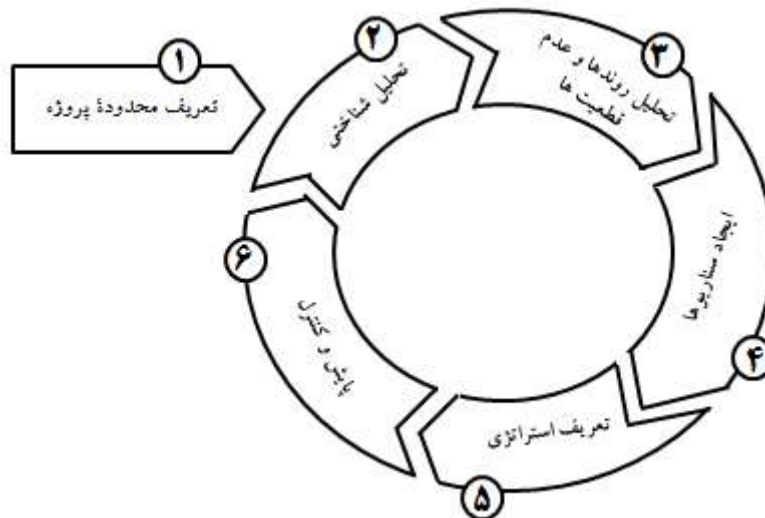 ۱
تعریف محدودۀ پروژه
۲
تحلیل شناختی
۳
تحلیل روندها و عدم
قطعیت ها
۴
ایجاد سناریوها
۵
تعریف استراتژی
۶
پایش و کنترل